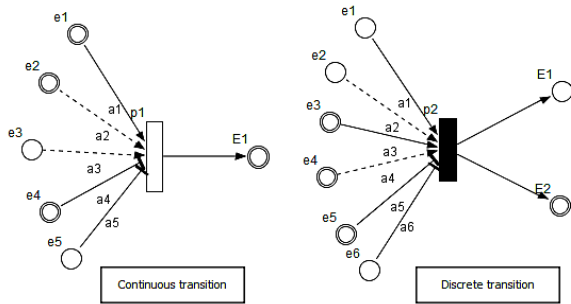 e1
e2
e3
e4
e5
a1
a2
a3
a4
a5
p1
E1
Continuous transition
e1
e2
e3
e4
e5
e6
a1
a2
a3
a4
a5
a6
p2
E1
E2
Discrete transition